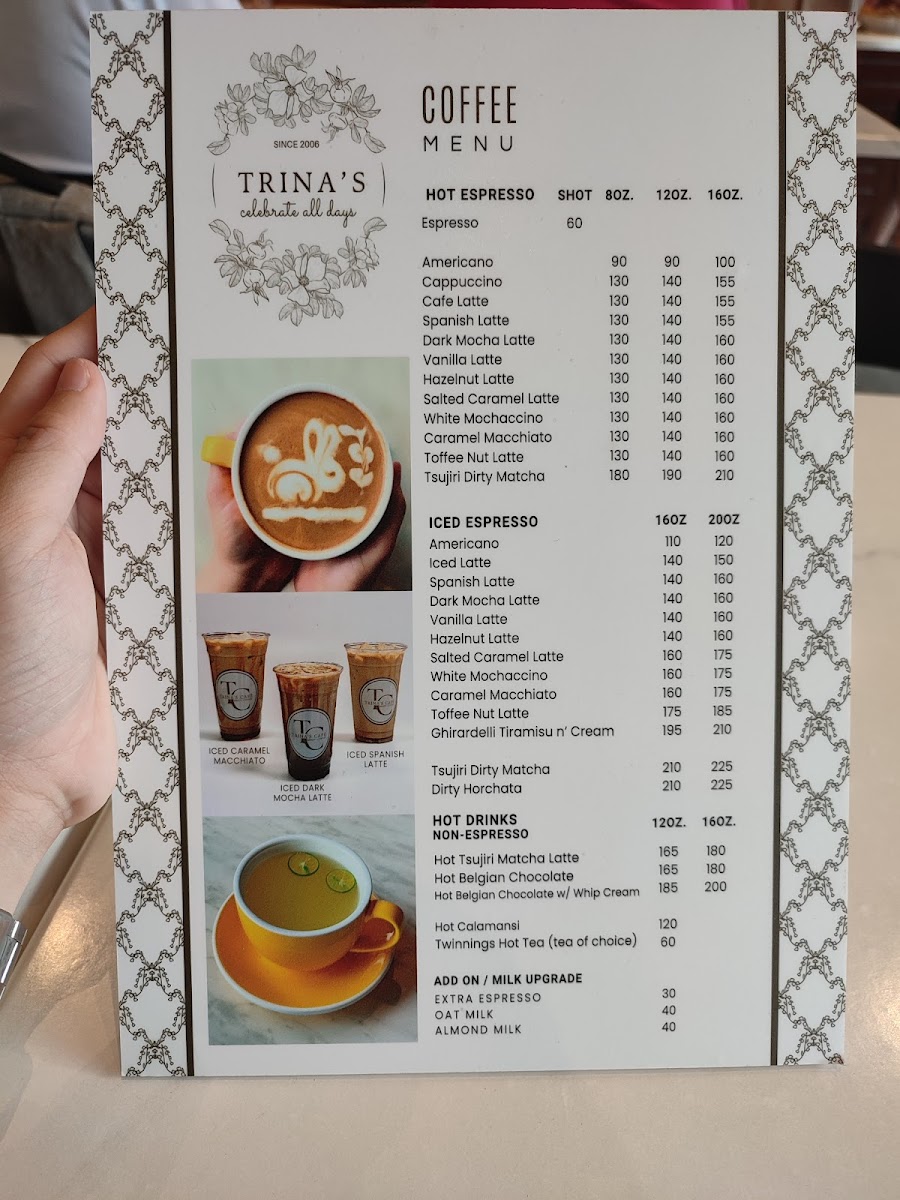 SINCE 2006
TRINA'S
celebrate all days
COFFEE
MENU
HOT ESPRESSO SHOT 8OZ. 12OZ. 16OZ.
Espresso 60
Americano 90 90 100
Cappuccino 130 140 155
Cafe Latte 130 140 155
Spanish Latte 130 140 155
Dark Mocha Latte 130 140 160
Vanilla Latte 130 140 160
Hazelnut Latte 130 140 160
Salted Caramel Latte 130 140 160
White Mochaccino 130 140 160
Caramel Macchiato 130 140 160
Toffee Nut Latte 130 140 160
Tsujiri Dirty Matcha 180 190 210
ICED ESPRESSO 16OZ 20OZ
Americano 110 120
Iced Latte 140 150
Spanish Latte 140 160
Dark Mocha Latte 140 160
Vanilla Latte 140 160
Hazelnut Latte 140 160
Salted Caramel Latte 160 175
White Mochaccino 160 175
Caramel Macchiato 160 175
Toffee Nut Latte 175 185
Ghirardelli Tiramisu n' Cream 195 210
Tsujiri Dirty Matcha 210 225
Dirty Horchata 210 225
HOT DRINKS
NON-ESPRESSO 12OZ. 16OZ.
Hot Tsujiri Matcha Latte 165 180
Hot Belgian Chocolate 165 180
Hot Belgian Chocolate w/ Whip Cream 185 200
Hot Calamansi 120
Twinnings Hot Tea (tea of choice) 60
ADD ON / MILK UPGRADE
EXTRA ESPRESSO 30
OAT MILK 40
ALMOND MILK 40
TC
TC
TC
ICED CARAMEL
MACCHIATO
ICED DARK
MOCHA LATTE
ICED SPANISH
LATTE